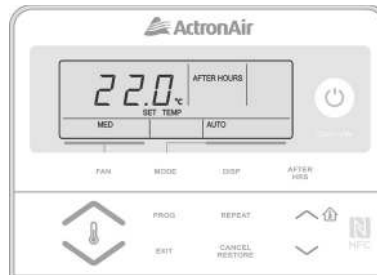 ActronAir
22.0 °C
AFTER HOURS
SET TEMP
MED AUTO
FAN MODE DISP AFTER HRS
PROG REPEAT
EXIT CANCEL RESTORE
NFC